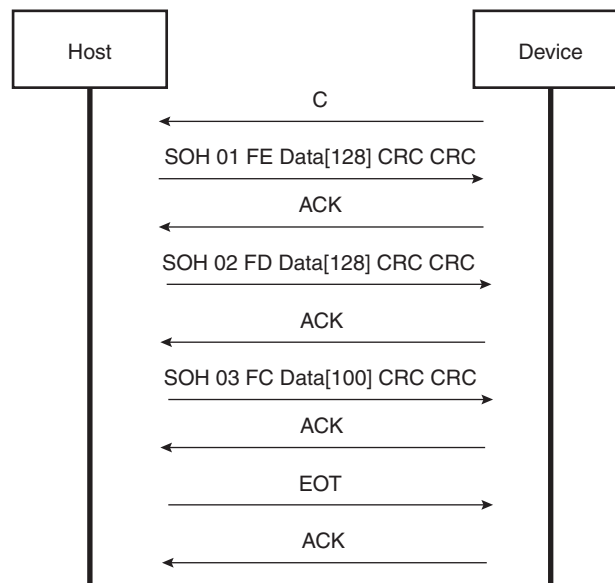 Host
Device
C
SOH 01 FE Data[128] CRC CRC
ACK
SOH 02 FD Data[128] CRC CRC
ACK
SOH 03 FC Data[100] CRC CRC
ACK
EOT
ACK